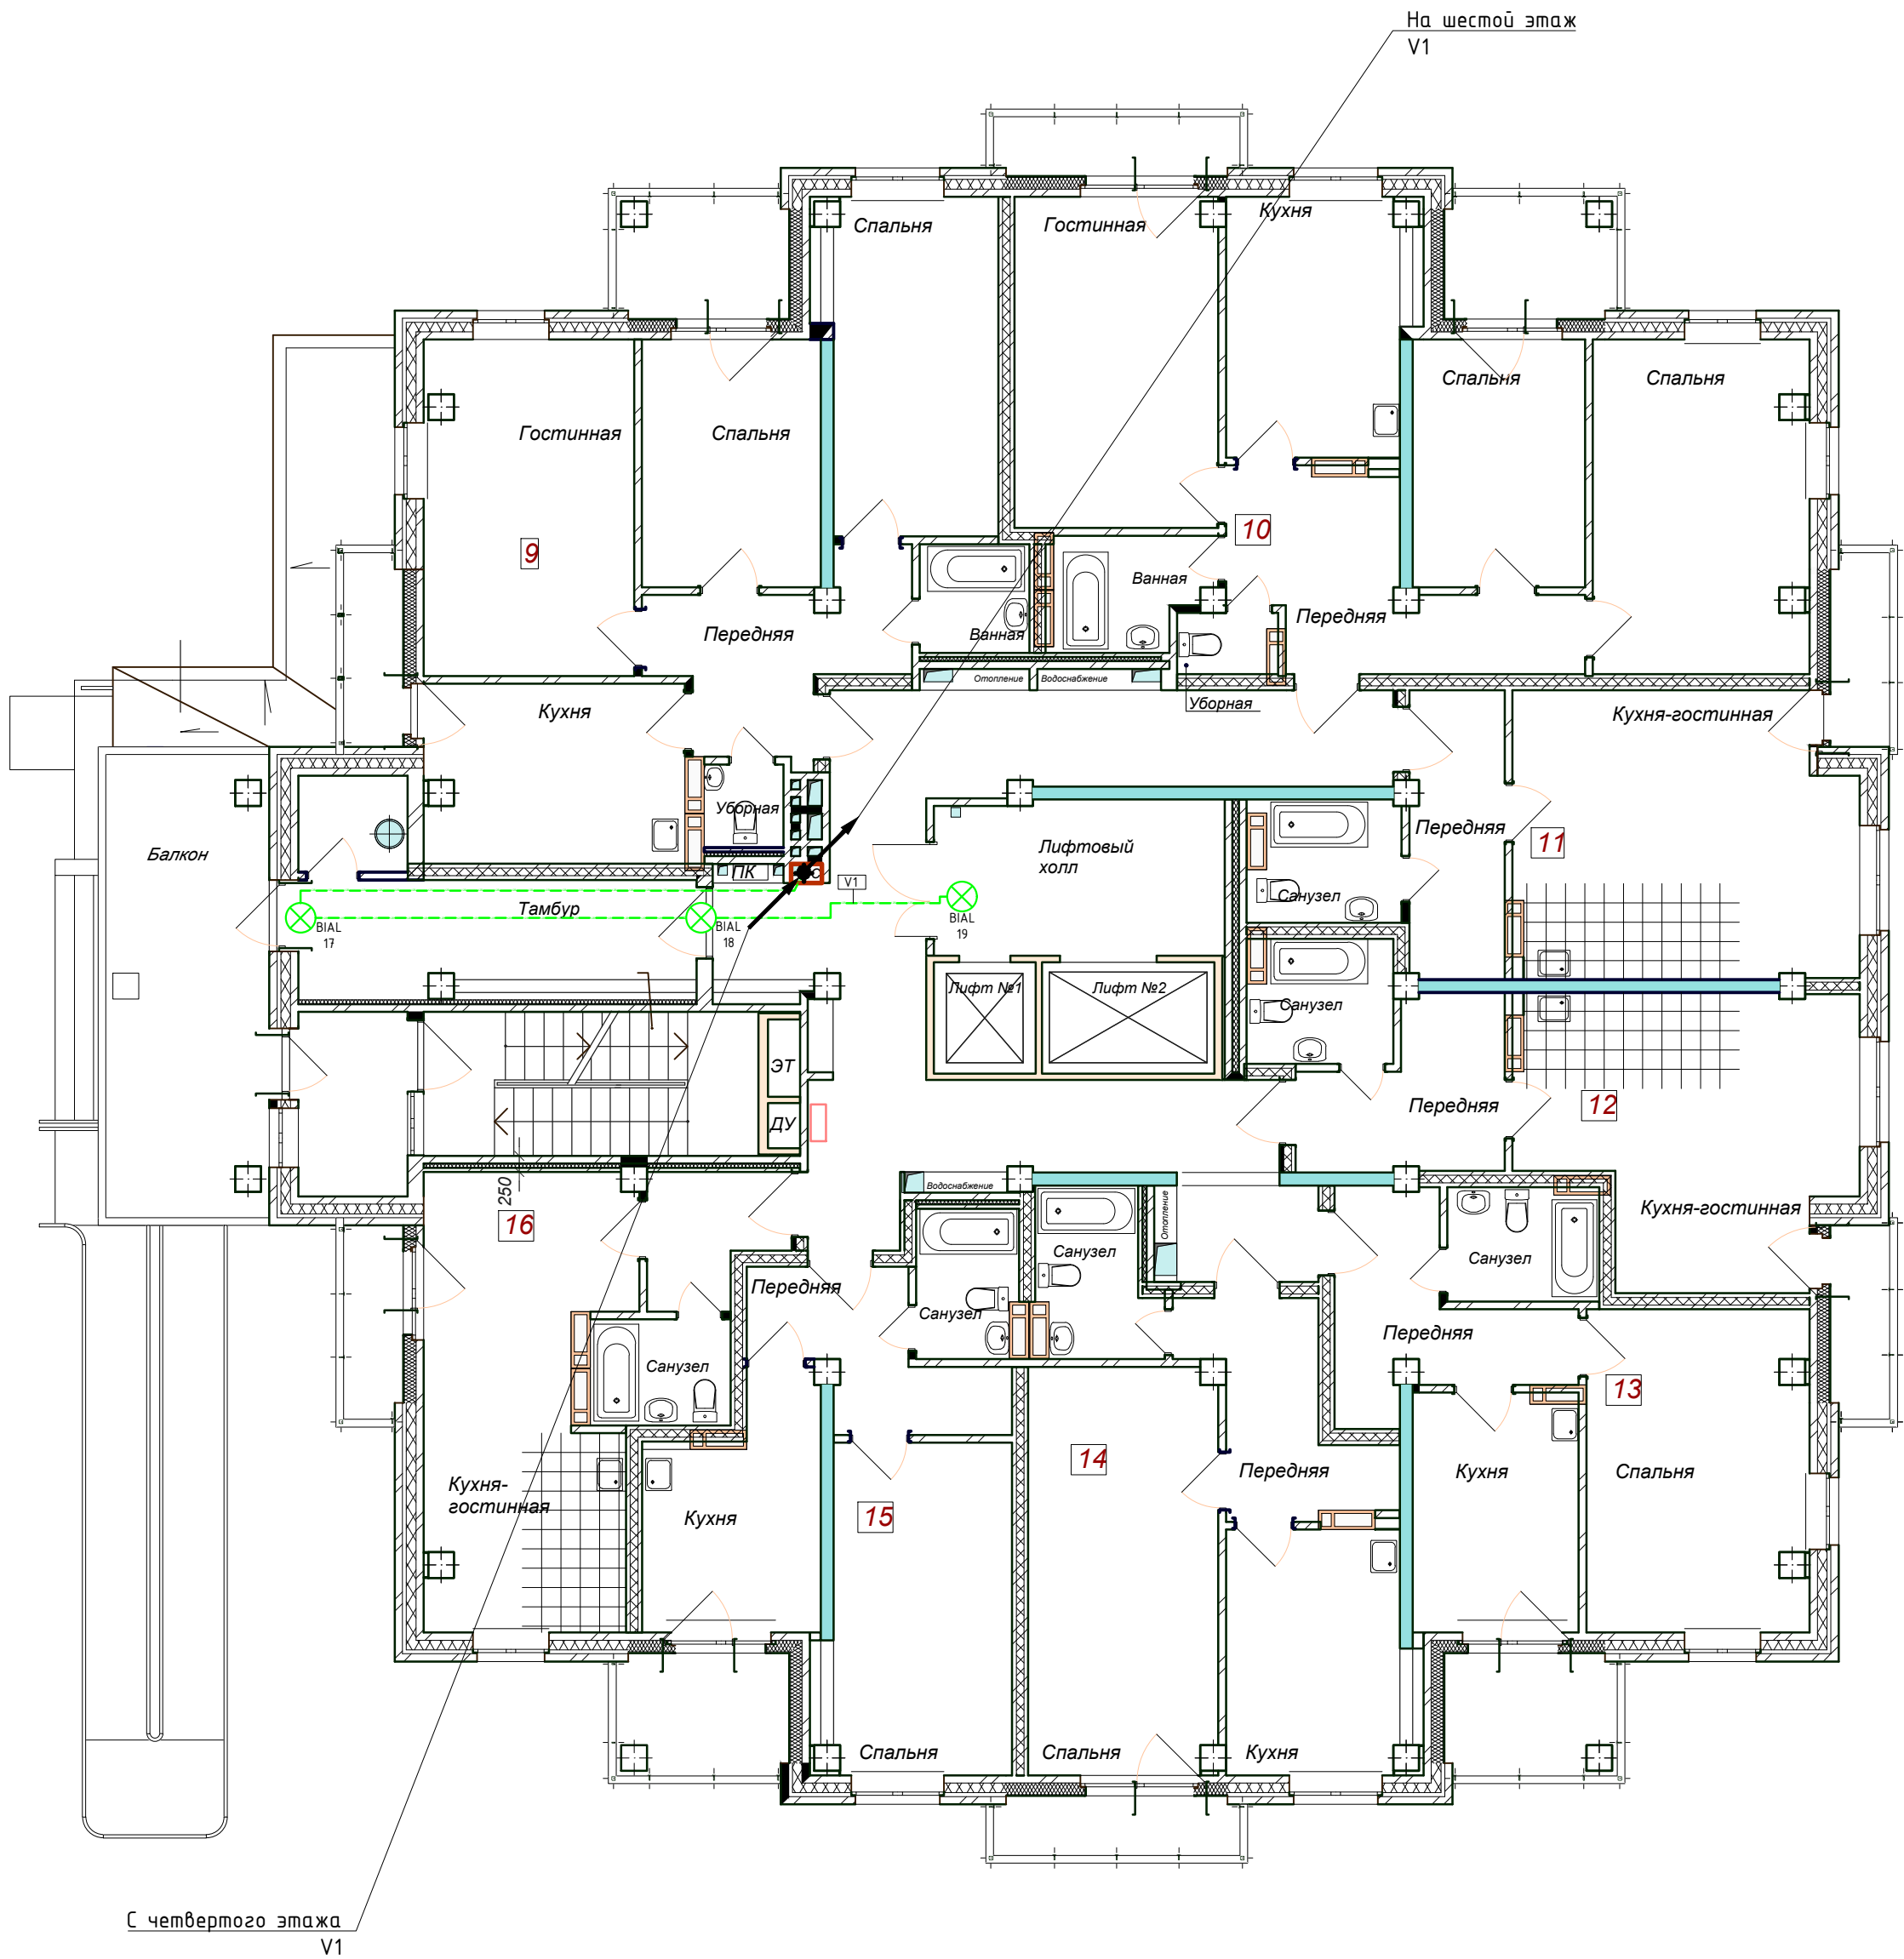 На шестой этаж
V1
Спальня
Гостинная
Кухня
Спальня
Спальня
Гостинная
Спальня
9
10
Ванная
Передняя
Ванная
Передняя
Отопление
Водоснабжение
Уборная
Кухня
Кухня-гостинная
Уборная
Передняя
11
Балкон
Лифтовый
холл
ПК
V1
Санузел
Тамбур
BIAL
17
BIAL
18
BIAL
19
Лифт №1
Лифт №2
Санузел
ЭТ
ДУ
Передняя
12
250
16
Водоснабжение
Отопление
Кухня-гостинная
Санузел
Санузел
Передняя
Санузел
Передняя
Санузел
13
14
Кухня-
гостинная
Передняя
Кухня
Спальня
Кухня
15
Спальня
Спальня
Кухня
С четвертого этажа
V1